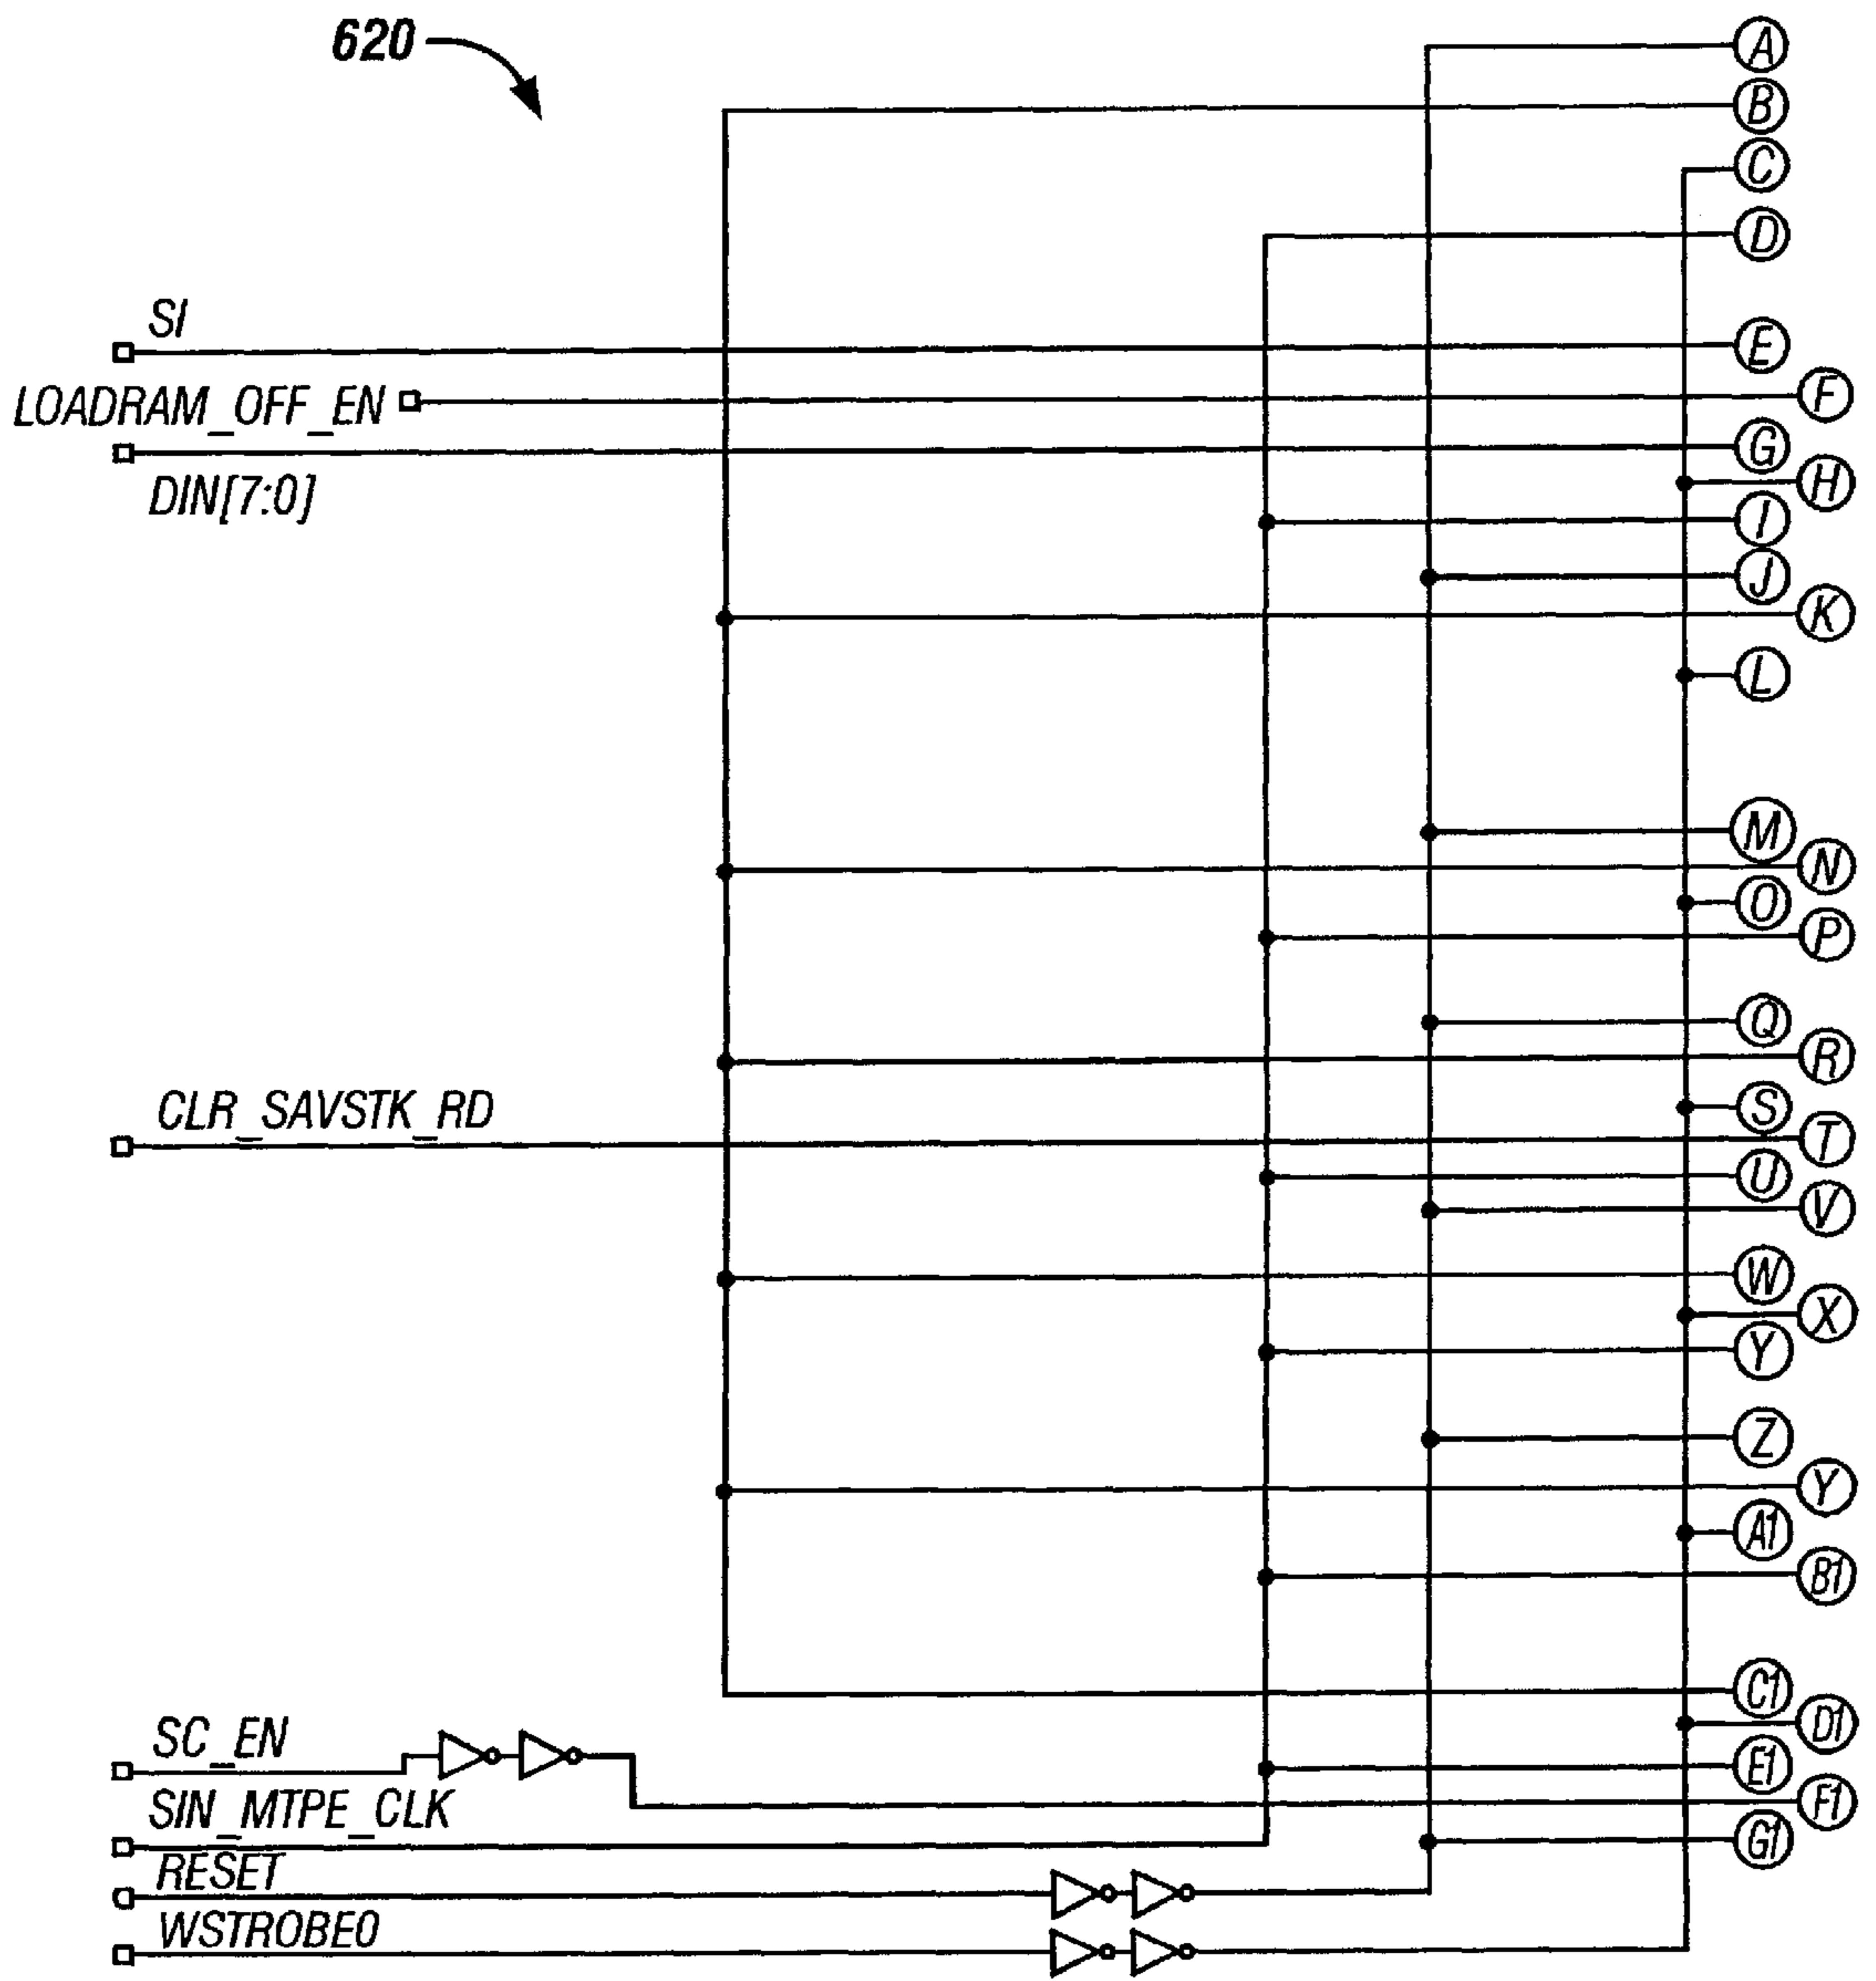 620
A
B
C
D
SI
E
LOADRAM_OFF_EN
F
G
DIN[7:0]
H
I
J
K
L
M
N
O
P
Q
R
CLR_SAVSTK_RD
S
T
U
V
W
X
Y
Z
Y
A1
B1
C1
SC_EN
D1
E1
SIN_MTPE_CLK
F1
G1
RESET
WSTROBE0